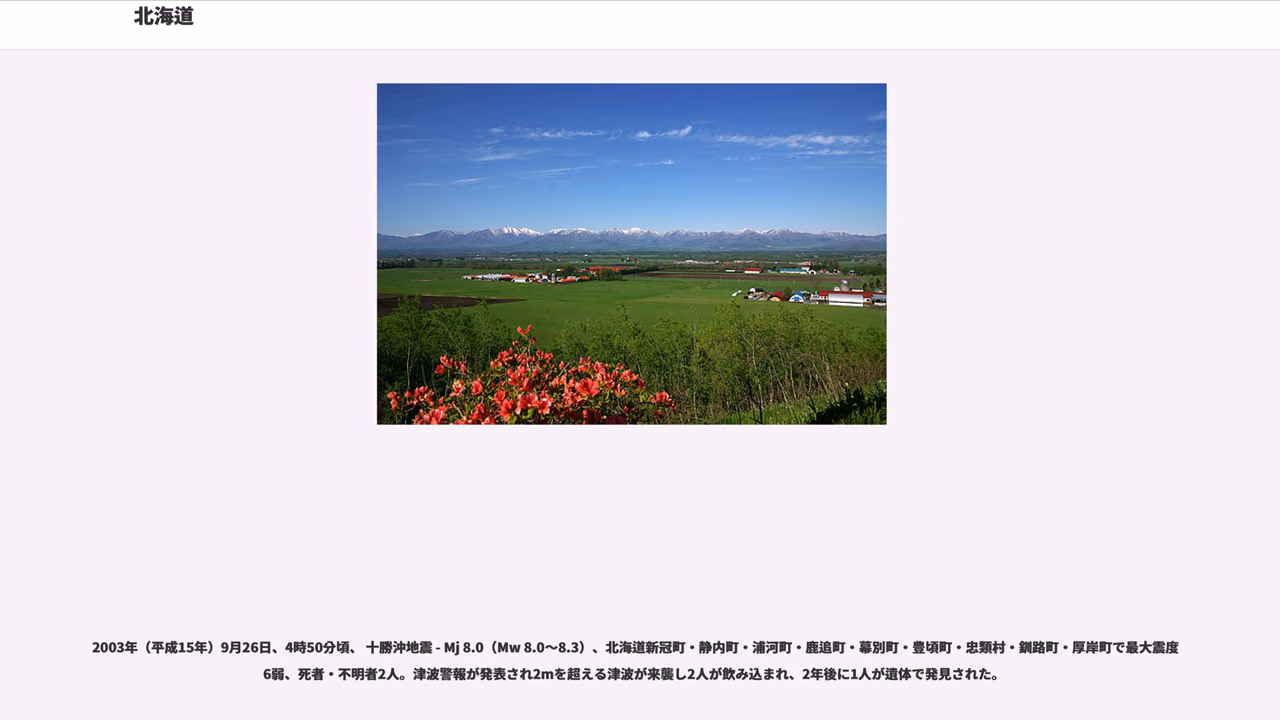 北海道
2003年（平成15年）9月26日、4時50分頃、 十勝沖地震 - Mj 8.0（Mw 8.0〜8.3）、北海道新冠町・静内町・浦河町・鹿追町・幕別町・豊頃町・忠類村・釧路町・厚岸町で最大震度
6弱、死者・不明者2人。津波警報が発表され2mを超える津波が来襲し2人が飲み込まれ、2年後に1人が遺体で発見された。